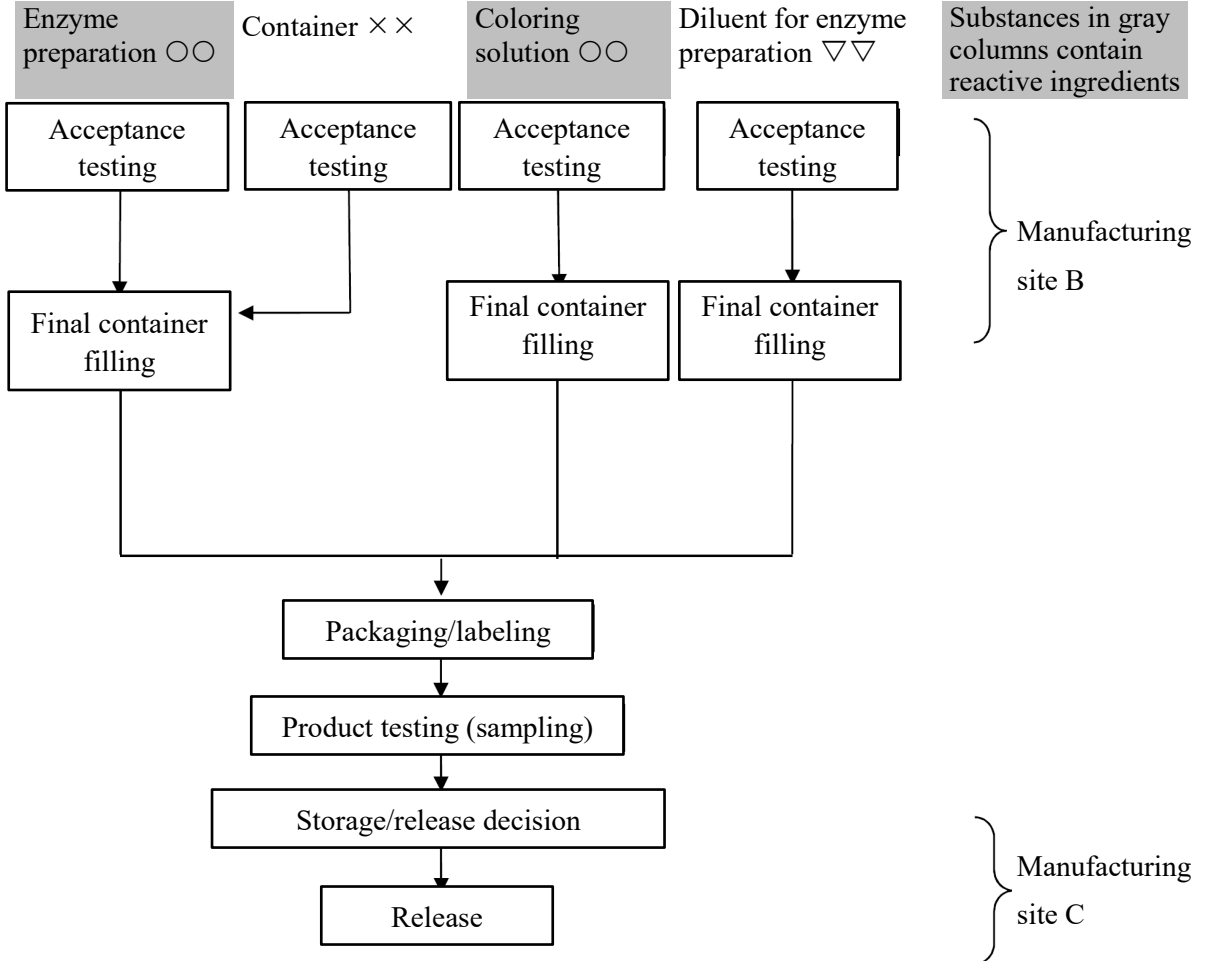 Enzyme
preparation ○○
Container ××
Coloring
solution ○○
Diluent for enzyme
preparation ▽▽
Substances in gray
columns contain
reactive ingredients
Acceptance
testing
Acceptance
testing
Acceptance
testing
Acceptance
testing
Manufacturing
site B
Final container
filling
Final container
filling
Final container
filling
Packaging/labeling
Product testing (sampling)
Storage/release decision
Release
Manufacturing
site C